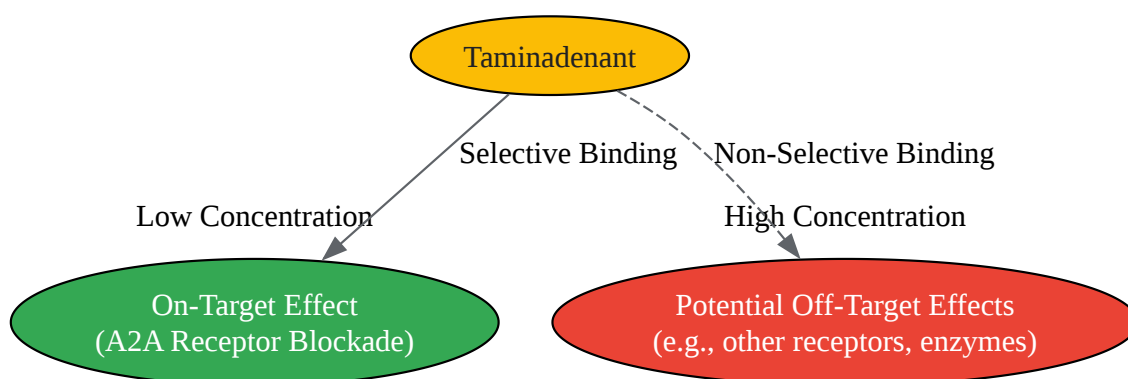 Taminadenant
Selective Binding
Non-Selective Binding
Low Concentration
High Concentration
On-Target Effect
(A2A Receptor Blockade)
Potential Off-Target Effects
(e.g., other receptors, enzymes)